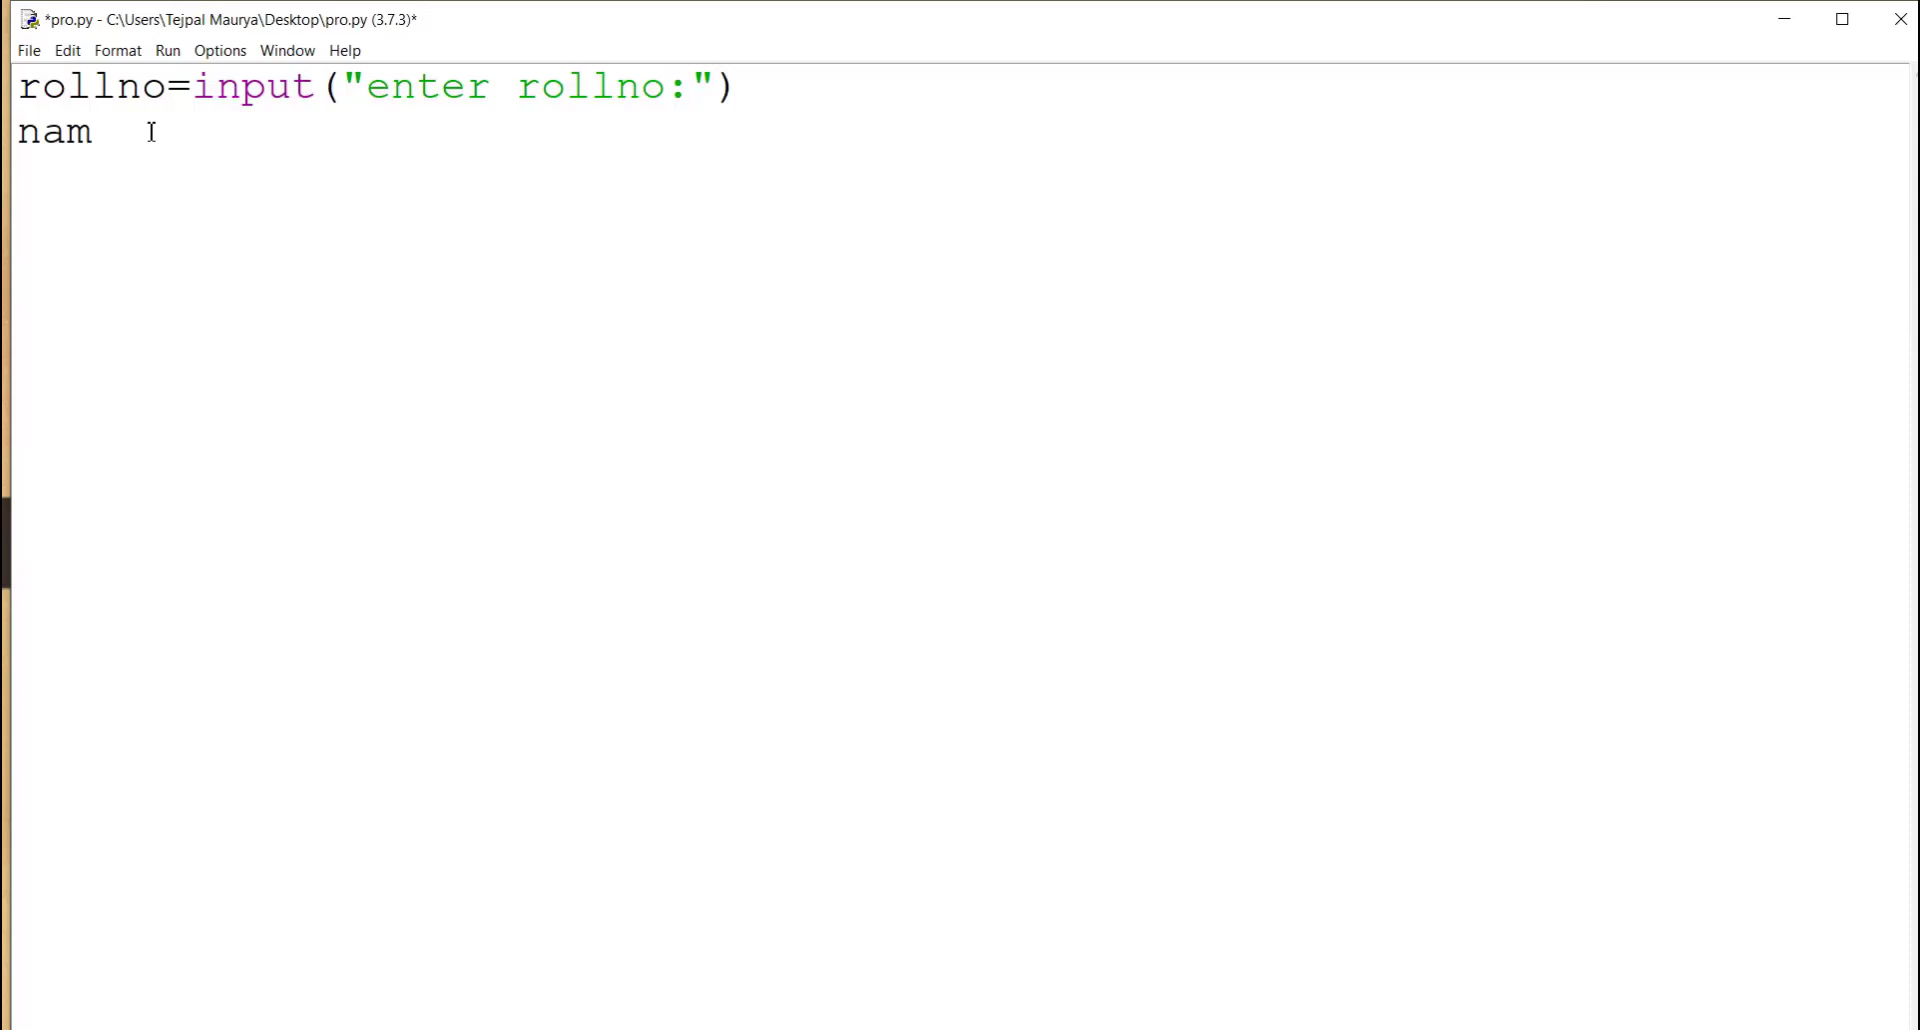 *pro.py - C:\Users\Tejpal Maurya\Desktop\pro.py (3.7.3)*
File Edit Format Run Options Window Help
rollno=input("enter rollno:")
nam